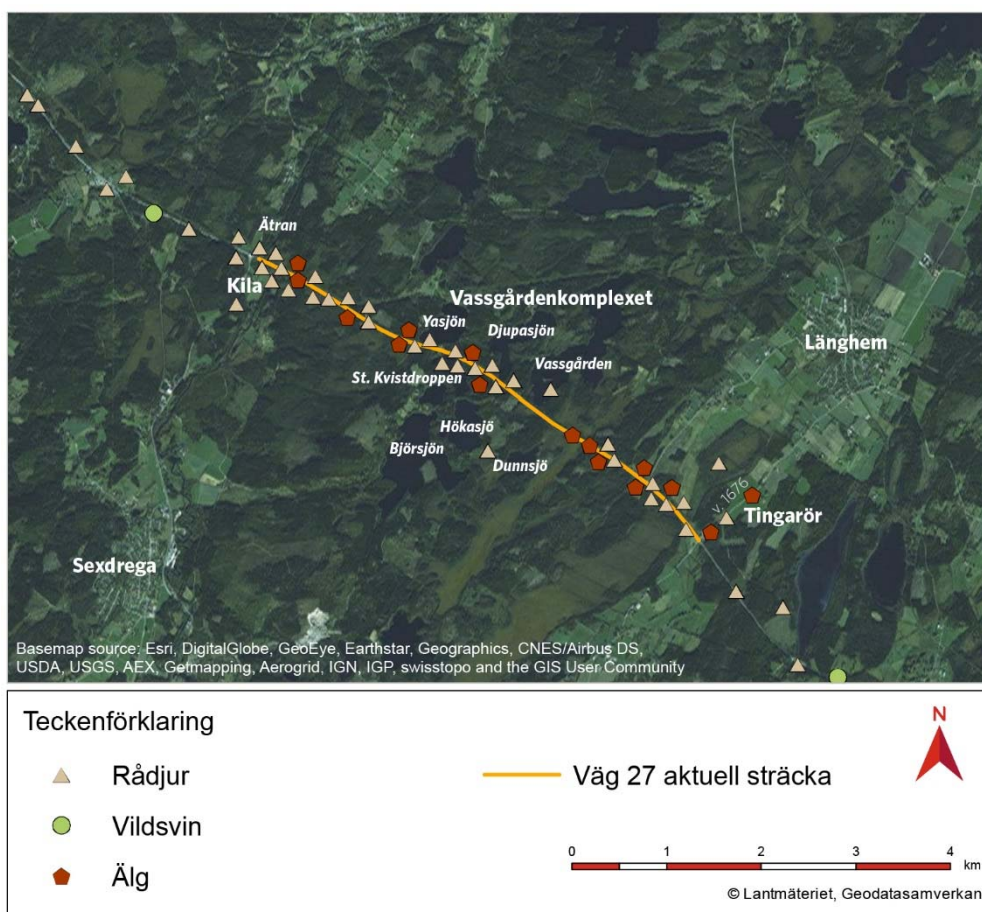 Ätran
Kila
Vassgårdenkomplexet
Yasjön
Djupasjön
Länghem
St. Kvistdroppen
Vassgården
Hökasjö
Björsjön
Dunnsjö
v. 1676
Tingarör
Sexdrega
Basemap source: Esri, DigitalGlobe, GeoEye, Earthstar, Geographics, CNES/Airbus DS,
USDA, USGS, AEX, Getmapping, Aerogrid, IGN, IGP, swisstopo and the GIS User Community
Teckenförklaring
N
Rådjur
Väg 27 aktuell sträcka
Vildsvin
0 1 2 3 4
km
Älg
© Lantmäteriet, Geodatasamverkan